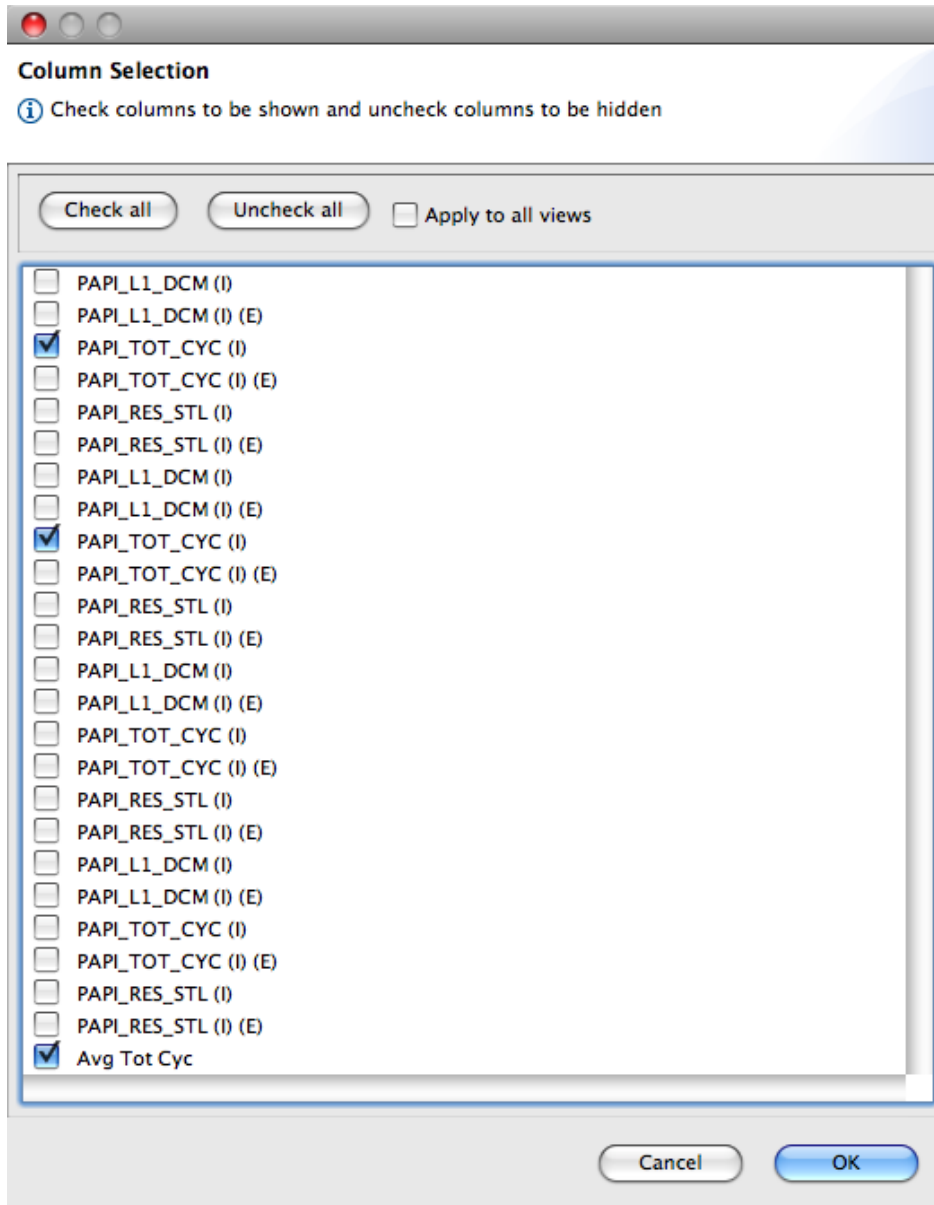 Column Selection
Check columns to be shown and uncheck columns to be hidden
Check all Uncheck all Apply to all views
PAPI_L1_DCM (I)
PAPI_L1_DCM (I) (E)
PAPI_TOT_CYC (I)
PAPI_TOT_CYC (I) (E)
PAPI_RES_STL (I)
PAPI_RES_STL (I) (E)
PAPI_L1_DCM (I)
PAPI_L1_DCM (I) (E)
PAPI_TOT_CYC (I)
PAPI_TOT_CYC (I) (E)
PAPI_RES_STL (I)
PAPI_RES_STL (I) (E)
PAPI_L1_DCM (I)
PAPI_L1_DCM (I) (E)
PAPI_TOT_CYC (I)
PAPI_TOT_CYC (I) (E)
PAPI_RES_STL (I)
PAPI_RES_STL (I) (E)
PAPI_L1_DCM (I)
PAPI_L1_DCM (I) (E)
PAPI_TOT_CYC (I)
PAPI_TOT_CYC (I) (E)
PAPI_RES_STL (I)
PAPI_RES_STL (I) (E)
Avg Tot Cyc
Cancel OK